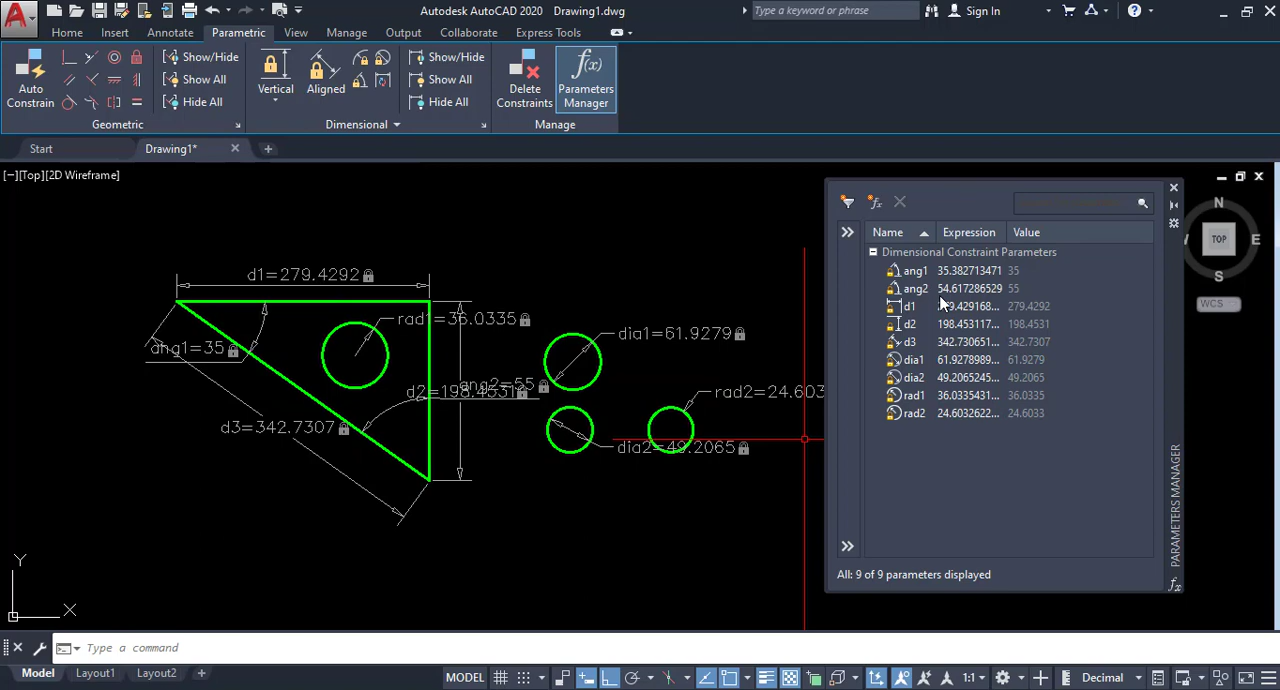 Autodesk AutoCAD 2020 Drawing1.dwg
Type a keyword or phrase
Sign In
Home Insert Annotate Parametric View Manage Output Collaborate Express Tools
Auto Constrain
Show/Hide
Show All
Hide All
Geometric
Vertical
Aligned
Show/Hide
Show All
Hide All
Dimensional
Delete Constraints
Parameters Manager
Manage
Start
Drawing1*
[−][Top][2D Wireframe]
d1=279.4292
rad1=36.0335
ang1=35
ang2=55
d2=198.4531
d3=342.7307
dia1=61.9279
rad2=24.603
dia2=49.2065
Name Expression Value
Dimensional Constraint Parameters
ang1 35.382713471 35
ang2 54.617286529 55
d1 279.4292
d2 198.453117... 198.4531
d3 342.730651... 342.7307
dia1 61.9278989... 61.9279
dia2 49.2065245... 49.2065
rad1 36.0335431... 36.0335
rad2 24.6032622... 24.6033
All: 9 of 9 parameters displayed
PARAMETERS MANAGER
N
W
TOP
E
S
WCS
Y
X
Type a command
Model Layout1 Layout2
MODEL
1:1
Decimal